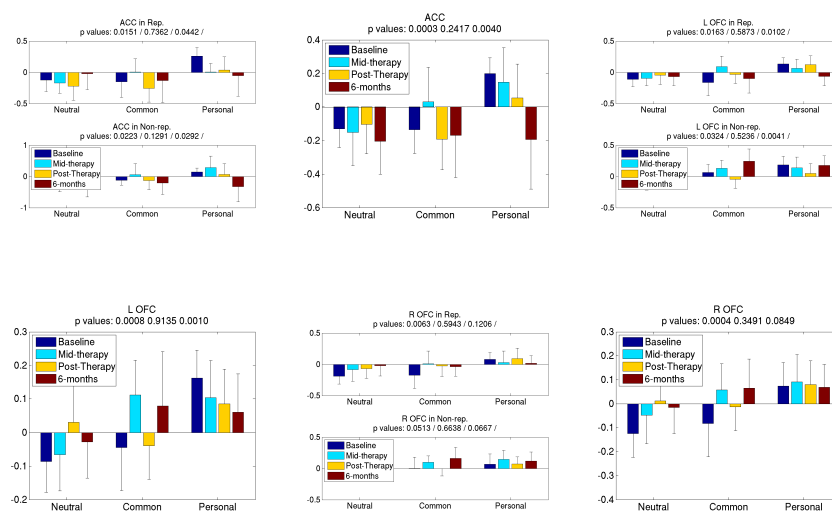 ACC in Rep.
p values: 0.0151 / 0.7362 / 0.0442 /
0.5
0
-0.5
Neutral
Common
Personal
ACC in Non-rep.
p values: 0.0223 / 0.1291 / 0.0292 /
1
0
-1
Baseline
Mid-therapy
Post-Therapy
6-months
Neutral
Common
Personal
ACC
p values: 0.0003 0.2417 0.0040
0.4
0.2
0
-0.2
-0.4
-0.6
Baseline
Mid-therapy
Post-Therapy
6-months
Neutral
Common
Personal
L OFC in Rep.
p values: 0.0163 / 0.5873 / 0.0102 /
0.5
0
-0.5
Neutral
Common
Personal
L OFC in Non-rep.
p values: 0.0324 / 0.5236 / 0.0041 /
0.5
0
-0.5
Baseline
Mid-therapy
Post-Therapy
6-months
Neutral
Common
Personal
L OFC
p values: 0.0008 0.9135 0.0010
0.3
0.2
0.1
0
-0.1
-0.2
Baseline
Mid-therapy
Post-Therapy
6-months
Neutral
Common
Personal
R OFC in Rep.
p values: 0.0063 / 0.5943 / 0.1206 /
0.5
0
-0.5
Neutral
Common
Personal
R OFC in Non-rep.
p values: 0.0513 / 0.6638 / 0.0667 /
0.5
0
-0.5
Baseline
Mid-therapy
Post-Therapy
6-months
Neutral
Common
Personal
R OFC
p values: 0.0004 0.3491 0.0849
0.3
0.2
0.1
0
-0.1
-0.2
-0.3
-0.4
Baseline
Mid-therapy
Post-Therapy
6-months
Neutral
Common
Personal